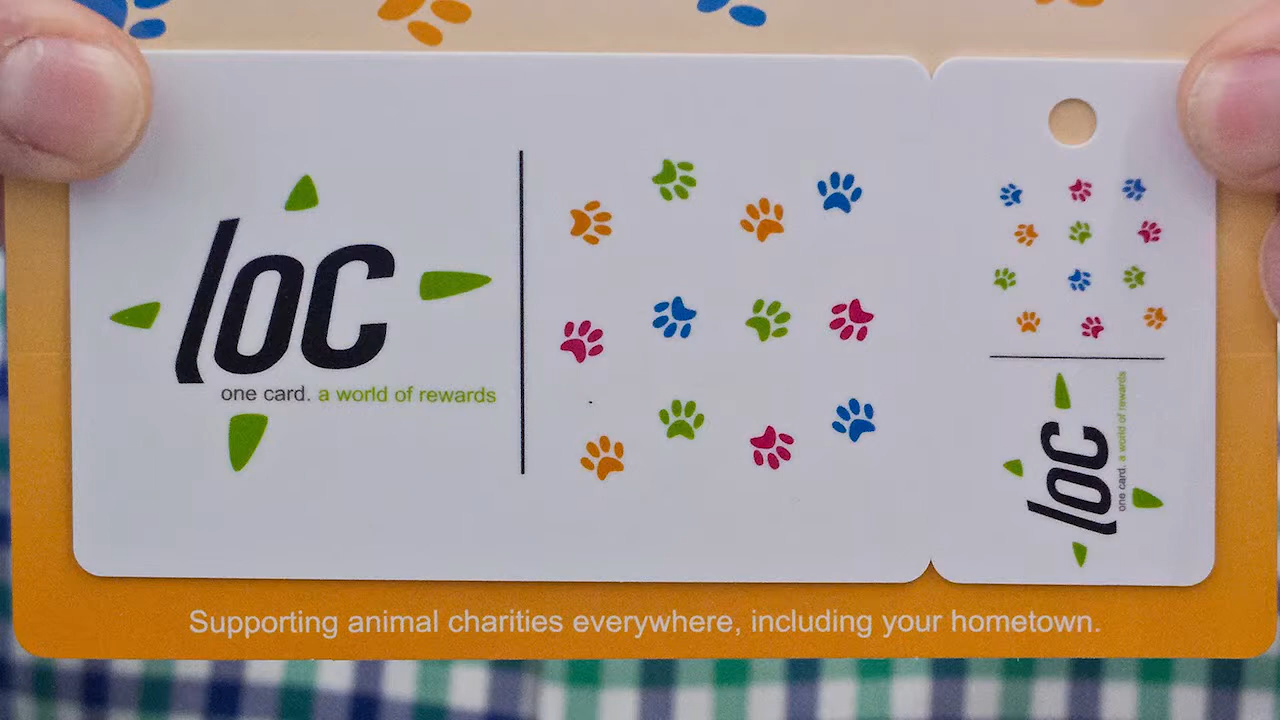 loc
one card. a world of rewards
loc
one card. a world of rewards
Supporting animal charities everywhere, including your hometown.